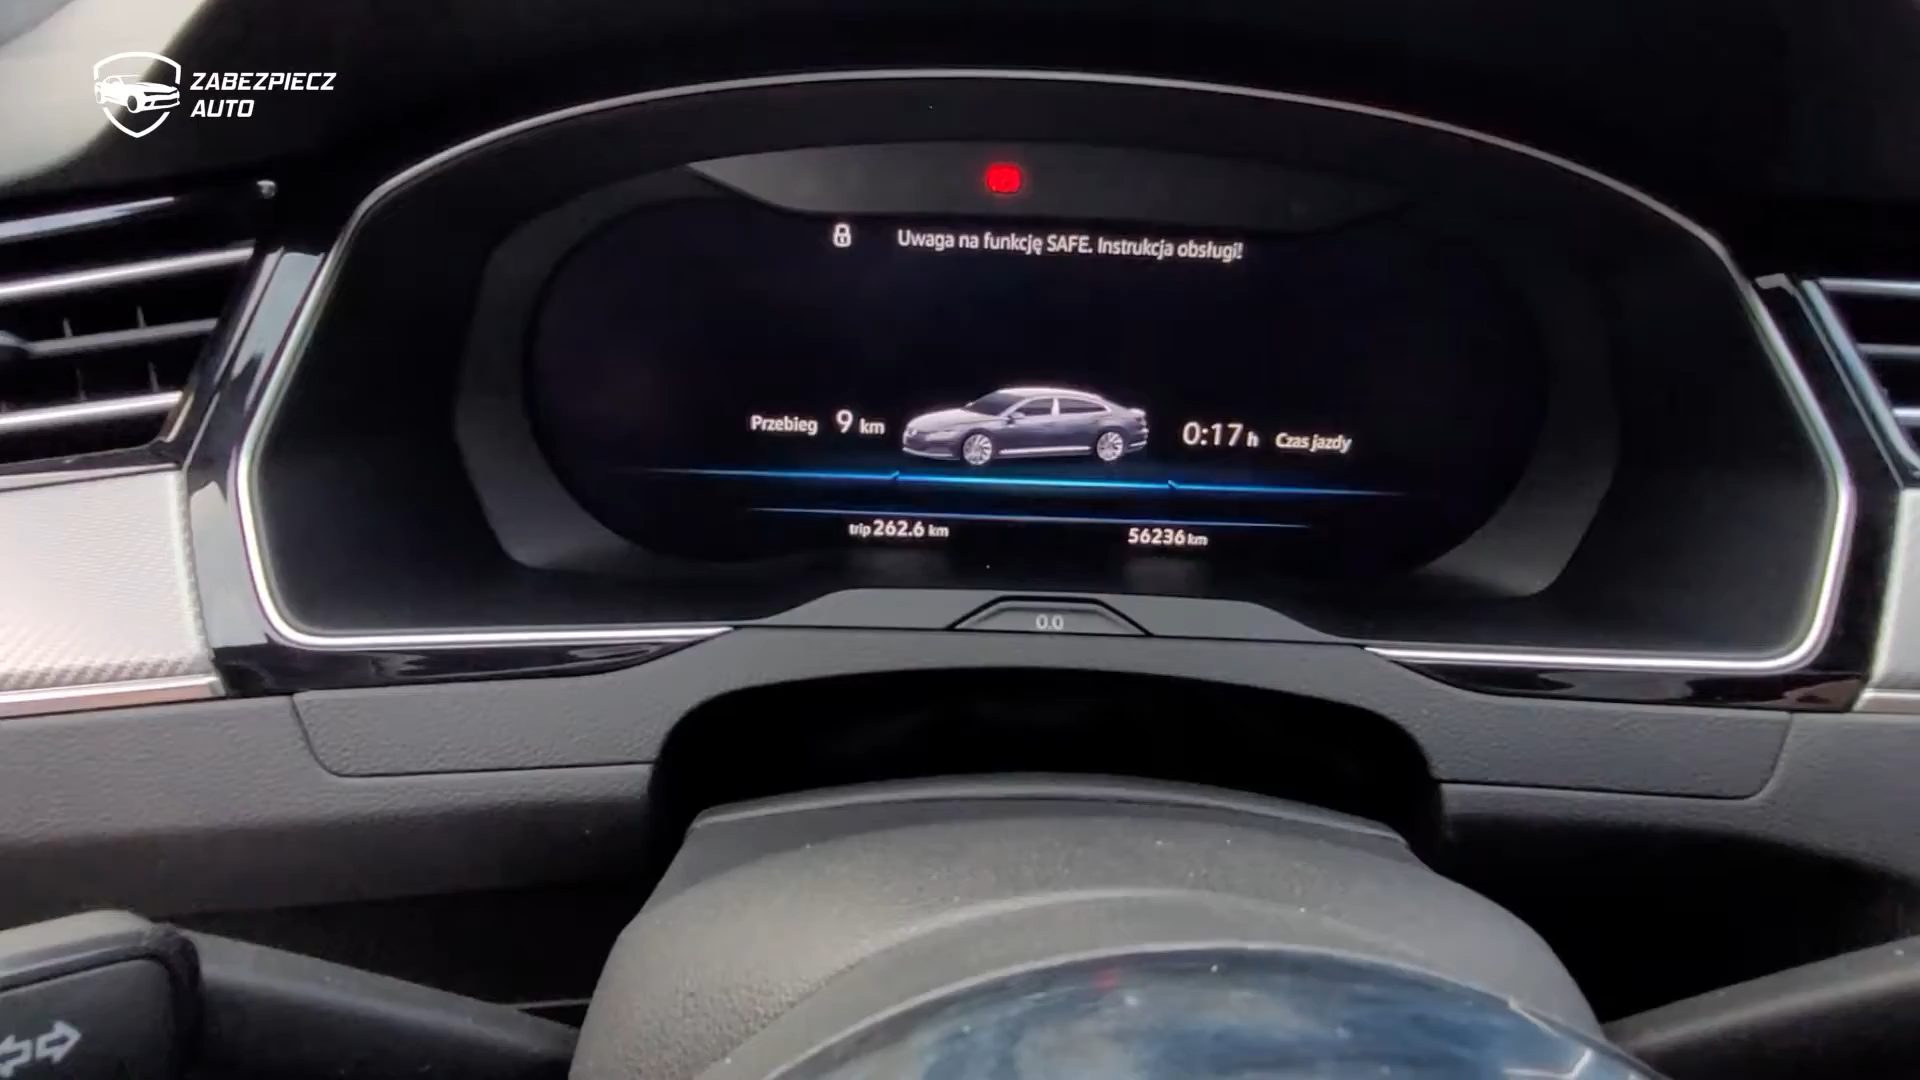 ZABEZPIECZ
AUTO
Uwaga na funkcję SAFE. Instrukcja obsługi!
Przebieg 9 km
0:17 h Czas jazdy
trip 262.6 km
56236 km
0.0